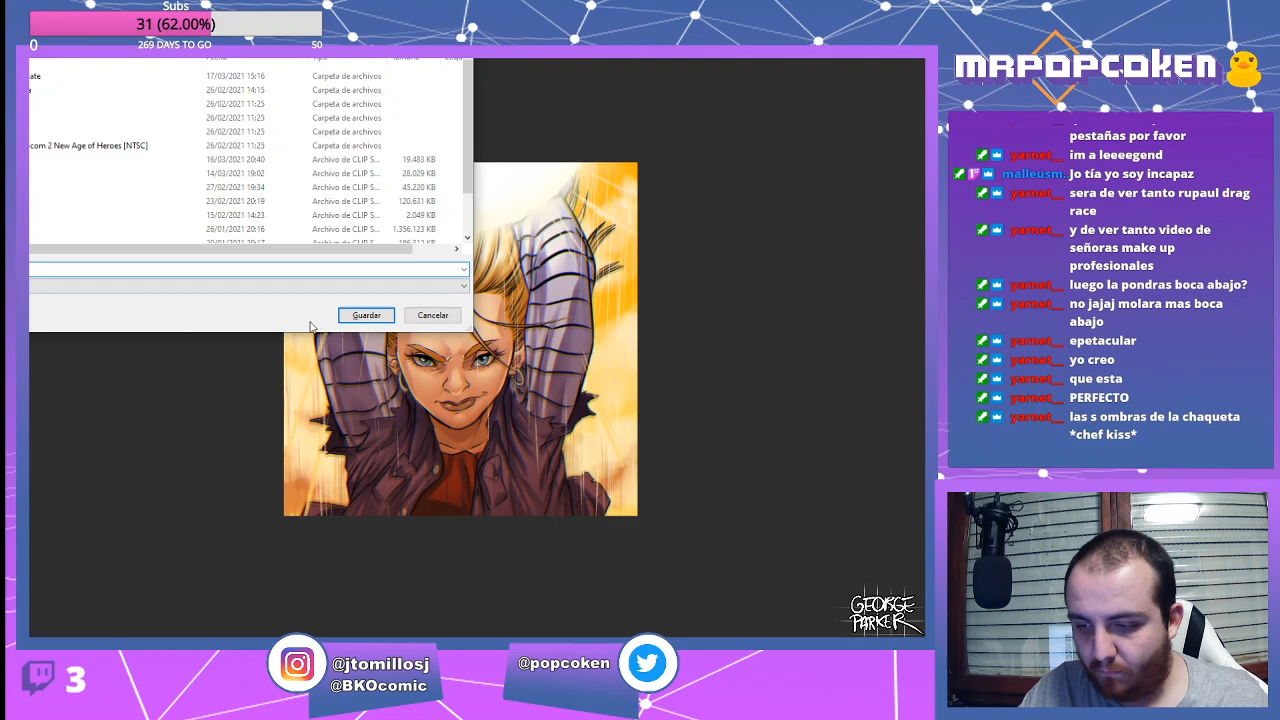 Subs
31 (62.00%)
0
269 DAYS TO GO
50
MRPOPCOKEN
17/03/2021 15:16 Carpeta de archivos
26/02/2021 14:15 Carpeta de archivos
26/02/2021 11:25 Carpeta de archivos
26/02/2021 11:25 Carpeta de archivos
26/02/2021 11:25 Carpeta de archivos
com 2 New Age of Heroes [NTSC] 26/02/2021 11:25 Carpeta de archivos
16/03/2021 20:40 Archivo de CLIP S... 19.483 KB
14/03/2021 19:02 Archivo de CLIP S... 28.029 KB
27/02/2021 19:34 Archivo de CLIP S... 45.220 KB
23/02/2021 20:19 Archivo de CLIP S... 120.631 KB
15/02/2021 14:23 Archivo de CLIP S... 2.049 KB
26/01/2021 20:16 Archivo de CLIP S... 1.356.123 KB
Guardar
Cancelar
pestañas por favor
yarnet__ im a leeeegend
malleusm.. Jo tía yo soy incapaz
yarnet__ sera de ver tanto rupaul drag
race
yarnet__ y de ver tanto video de
señoras make up
profesionales
yarnet__ luego la pondras boca abajo?
yarnet__ no jajaj molara mas boca
abajo
yarnet__ epetacular
yarnet__ yo creo
yarnet__ que esta
yarnet__ PERFECTO
yarnet__ las s ombras de la chaqueta
*chef kiss*
GEORGE
PARKER
@jtomillosj
@BKOcomic
@popcoken
3